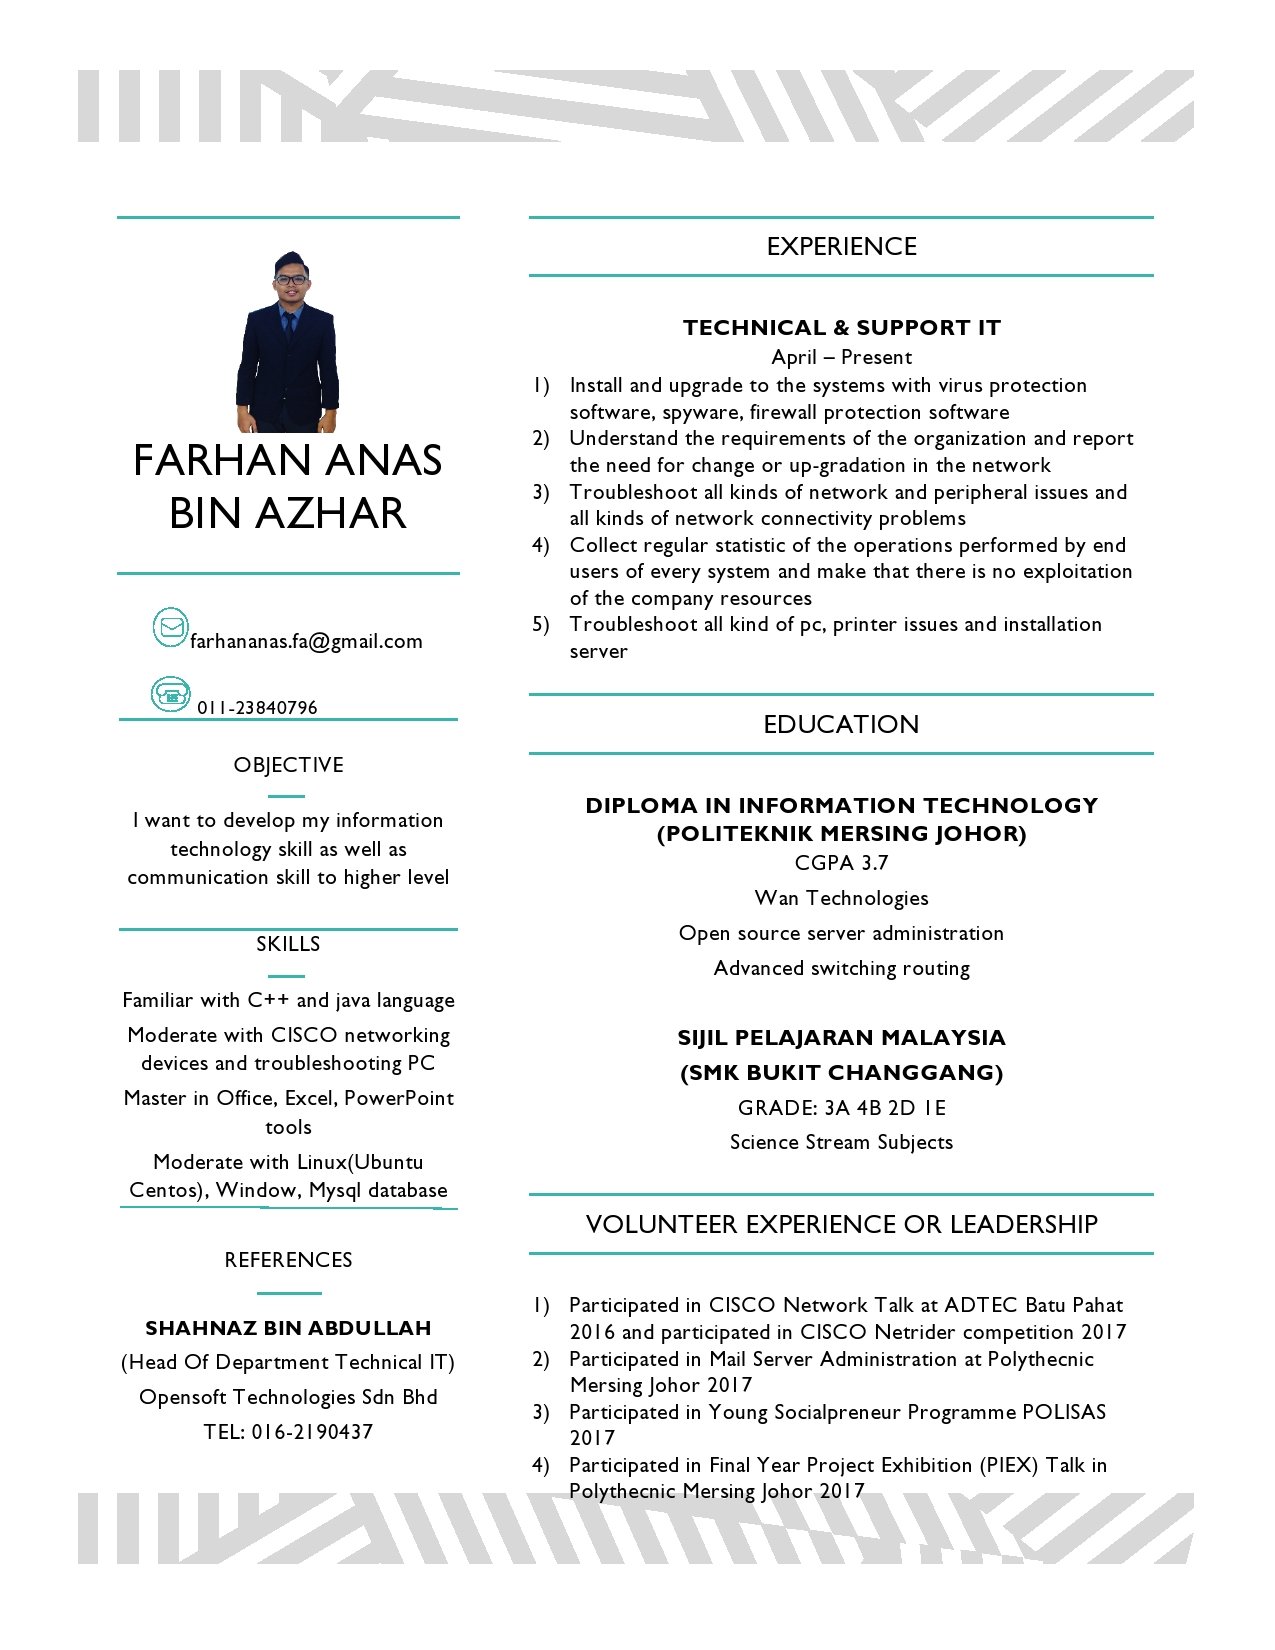 FARHAN ANAS
BIN AZHAR
farhananas.fa@gmail.com
011-23840796
OBJECTIVE
I want to develop my information
technology skill as well as
communication skill to higher level
SKILLS
Familiar with C++ and java language
Moderate with CISCO networking
devices and troubleshooting PC
Master in Office, Excel, PowerPoint
tools
Moderate with Linux(Ubuntu
Centos), Window, Mysql database
REFERENCES
SHAHNAZ BIN ABDULLAH
(Head Of Department Technical IT)
Opensoft Technologies Sdn Bhd
TEL: 016-2190437
EXPERIENCE
TECHNICAL & SUPPORT IT
April – Present
1) Install and upgrade to the systems with virus protection
software, spyware, firewall protection software
2) Understand the requirements of the organization and report
the need for change or up-gradation in the network
3) Troubleshoot all kinds of network and peripheral issues and
all kinds of network connectivity problems
4) Collect regular statistic of the operations performed by end
users of every system and make that there is no exploitation
of the company resources
5) Troubleshoot all kind of pc, printer issues and installation
server
EDUCATION
DIPLOMA IN INFORMATION TECHNOLOGY
(POLITEKNIK MERSING JOHOR)
CGPA 3.7
Wan Technologies
Open source server administration
Advanced switching routing
SIJIL PELAJARAN MALAYSIA
(SMK BUKIT CHANGGANG)
GRADE: 3A 4B 2D 1E
Science Stream Subjects
VOLUNTEER EXPERIENCE OR LEADERSHIP
1) Participated in CISCO Network Talk at ADTEC Batu Pahat
2016 and participated in CISCO Netrider competition 2017
2) Participated in Mail Server Administration at Polythecnic
Mersing Johor 2017
3) Participated in Young Socialpreneur Programme POLISAS
2017
4) Participated in Final Year Project Exhibition (PIEX) Talk in
Polythecnic Mersing Johor 2017